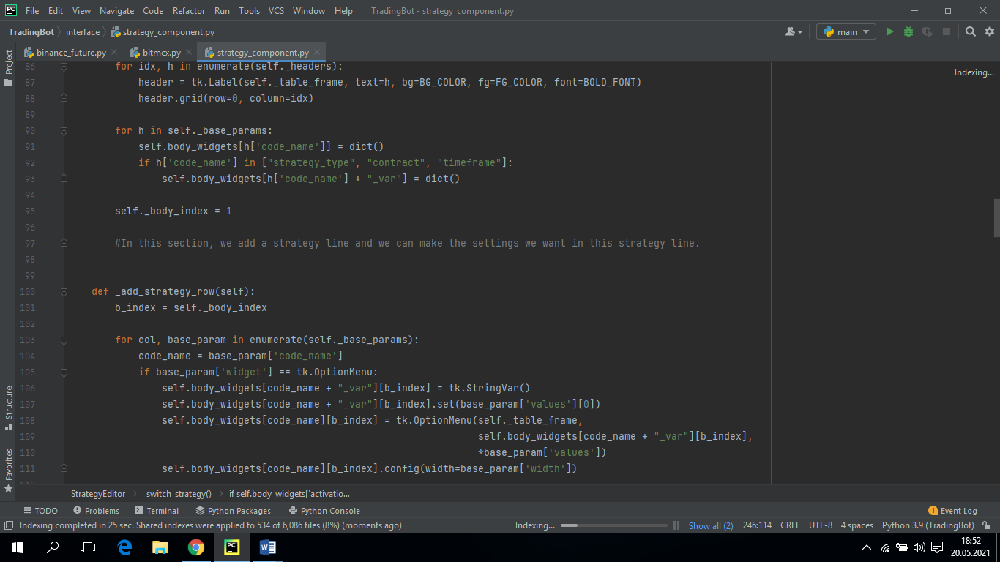 PC File Edit View Navigate Code Refactor Run Tools VCS Window Help TradingBot - strategy_component.py
TradingBot interface strategy_component.py main
binance_future.py bitmex.py strategy_component.py
Project
Structure
Favorites
Indexing...
86 for idx, h in enumerate(self._headers):
87 header = tk.Label(self._table_frame, text=h, bg=BG_COLOR, fg=FG_COLOR, font=BOLD_FONT)
88 header.grid(row=0, column=idx)
89
90 for h in self._base_params:
91 self.body_widgets[h['code_name']] = dict()
92 if h['code_name'] in ["strategy_type", "contract", "timeframe"]:
93 self.body_widgets[h['code_name'] + "_var"] = dict()
94
95 self._body_index = 1
96
97 #In this section, we add a strategy line and we can make the settings we want in this strategy line.
98
99
100 def _add_strategy_row(self):
101 b_index = self._body_index
102
103 for col, base_param in enumerate(self._base_params):
104 code_name = base_param['code_name']
105 if base_param['widget'] == tk.OptionMenu:
106 self.body_widgets[code_name + "_var"][b_index] = tk.StringVar()
107 self.body_widgets[code_name + "_var"][b_index].set(base_param['values'][0])
108 self.body_widgets[code_name][b_index] = tk.OptionMenu(self._table_frame,
109 self.body_widgets[code_name + "_var"][b_index],
110 *base_param['values'])
111 self.body_widgets[code_name][b_index].config(width=base_param['width'])
112
StrategyEditor _switch_strategy() if self.body_widgets['activatio...
TODO Problems Terminal Python Packages Python Console 1 Event Log
Indexing completed in 25 sec. Shared indexes were applied to 534 of 6,086 files (8%) (moments ago) Indexing... Show all (2) 246:114 CRLF UTF-8 4 spaces Python 3.9 (TradingBot)
PC
18:52
20.05.2021